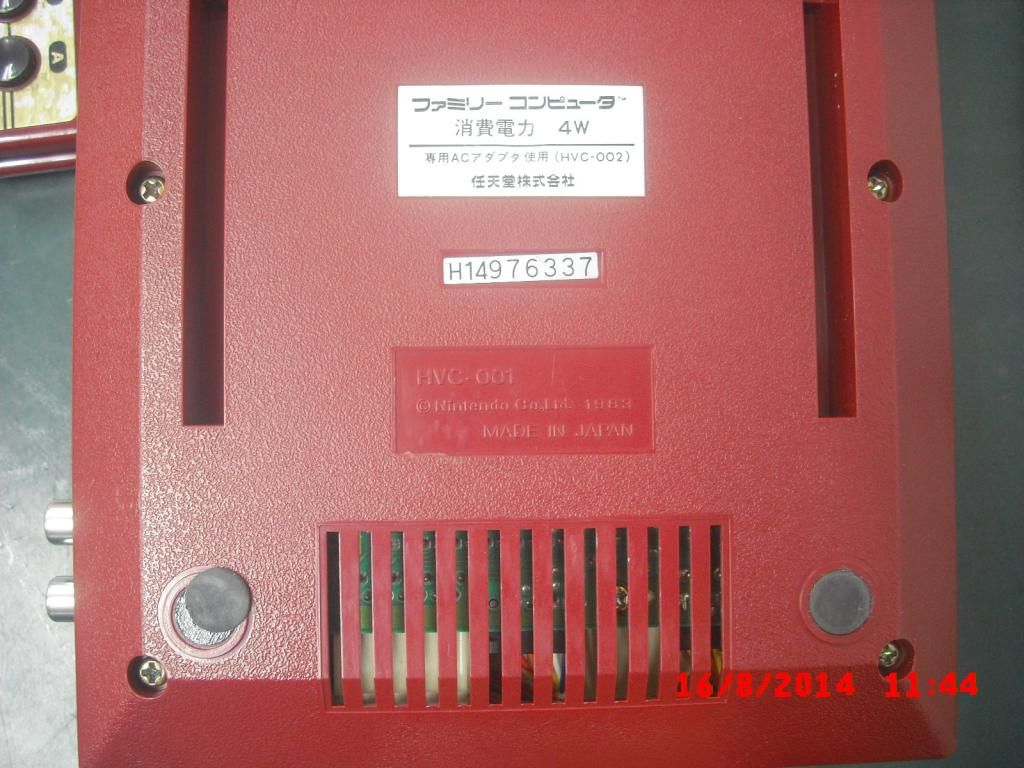 A
ファミリー コンピュータ™
消費電力 4W
専用ACアダプタ使用(HVC-002)
任天堂株式会社
H14976337
HVC-001
©Nintendo Co.,Ltd. 1983
MADE IN JAPAN
16/8/2014 11:44